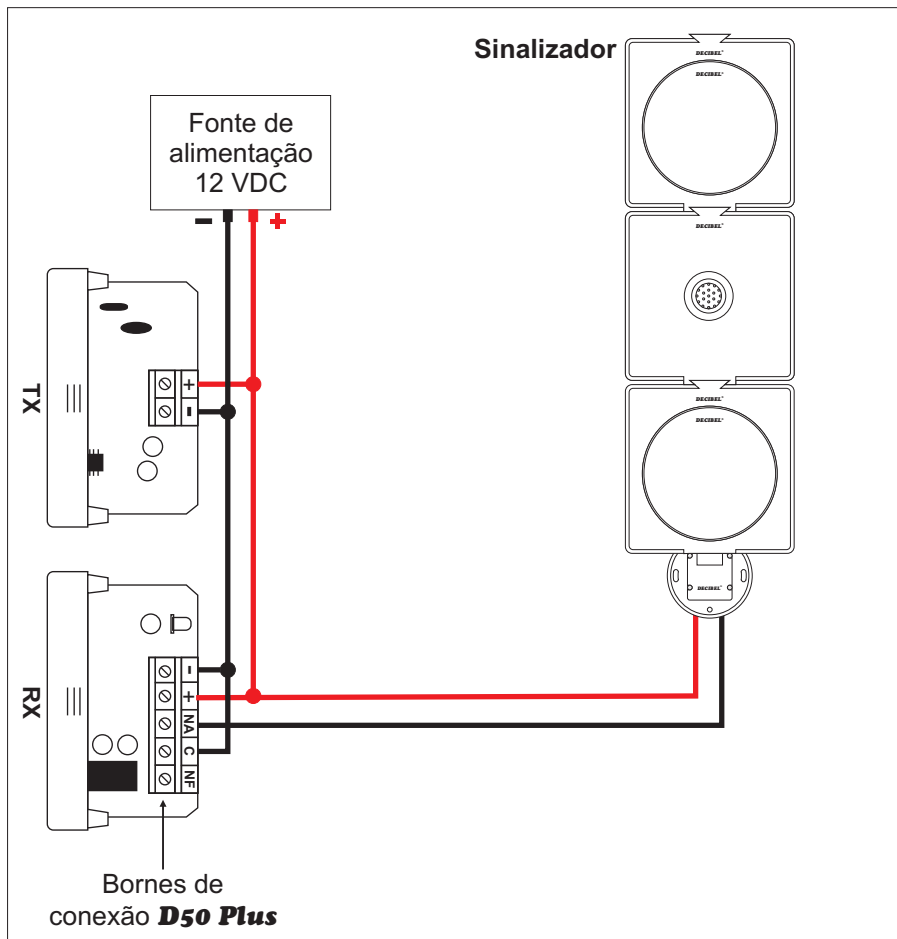 Sinalizador
DECIBEL®
DECIBEL®
Fonte de
alimentação
12 VDC
- +
DECIBEL®
TX
+
-
DECIBEL®
DECIBEL®
DECIBEL®
RX
-
+
NA
C
NF
Bornes de
conexão D50 Plus